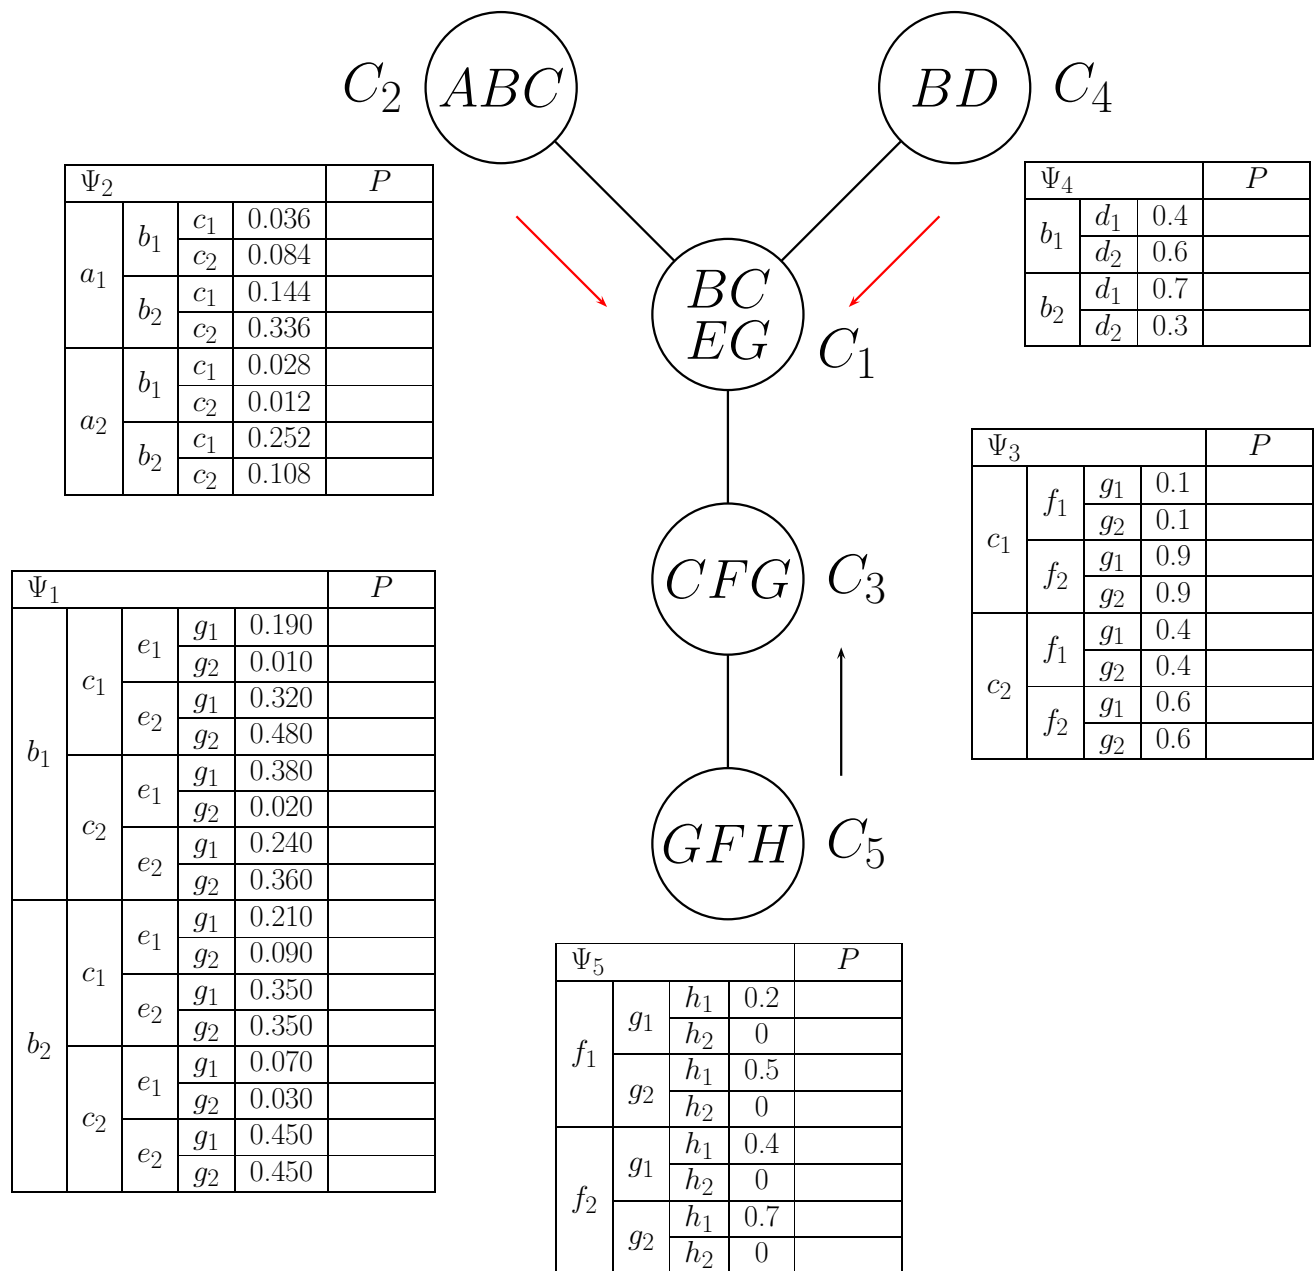 C₂ ABC BD C₄
Ψ₂ P
a₁ b₁ c₁ 0.036
c₂ 0.084
b₂ c₁ 0.144
c₂ 0.336
a₂ b₁ c₁ 0.028
c₂ 0.012
b₂ c₁ 0.252
c₂ 0.108
Ψ₄ P
b₁ d₁ 0.4
d₂ 0.6
b₂ d₁ 0.7
d₂ 0.3
BC
EG
C₁
Ψ₃ P
c₁ f₁ g₁ 0.1
g₂ 0.1
f₂ g₁ 0.9
g₂ 0.9
c₂ f₁ g₁ 0.4
g₂ 0.4
f₂ g₁ 0.6
g₂ 0.6
CFG C₃
Ψ₁ P
b₁ c₁ e₁ g₁ 0.190
g₂ 0.010
e₂ g₁ 0.320
g₂ 0.480
c₂ e₁ g₁ 0.380
g₂ 0.020
e₂ g₁ 0.240
g₂ 0.360
b₂ c₁ e₁ g₁ 0.210
g₂ 0.090
e₂ g₁ 0.350
g₂ 0.350
c₂ e₁ g₁ 0.070
g₂ 0.030
e₂ g₁ 0.450
g₂ 0.450
GFH C₅
Ψ₅ P
f₁ g₁ h₁ 0.2
h₂ 0
g₂ h₁ 0.5
h₂ 0
f₂ g₁ h₁ 0.4
h₂ 0
g₂ h₁ 0.7
h₂ 0